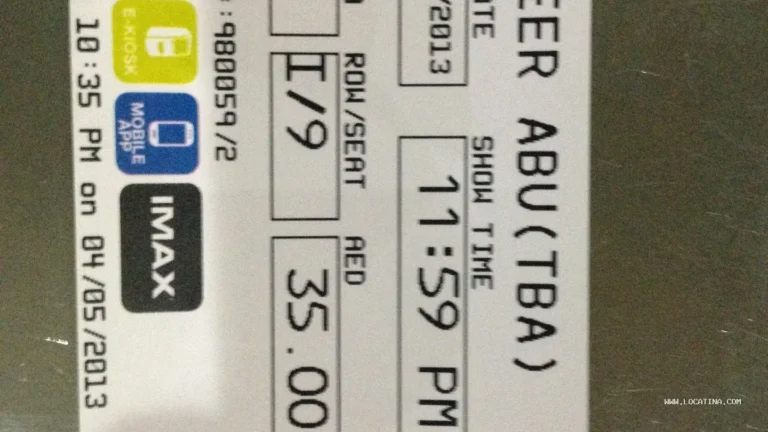 EER ABU(TBA)
ATE SHOW TIME
/2013 11:59 PM
ROW/SEAT AED
I/9 35.00
:980059/2
E-KIOSK
MOBILE APP
IMAX
10:35 PM on 04/05/2013
WWW.LOCATINA.COM